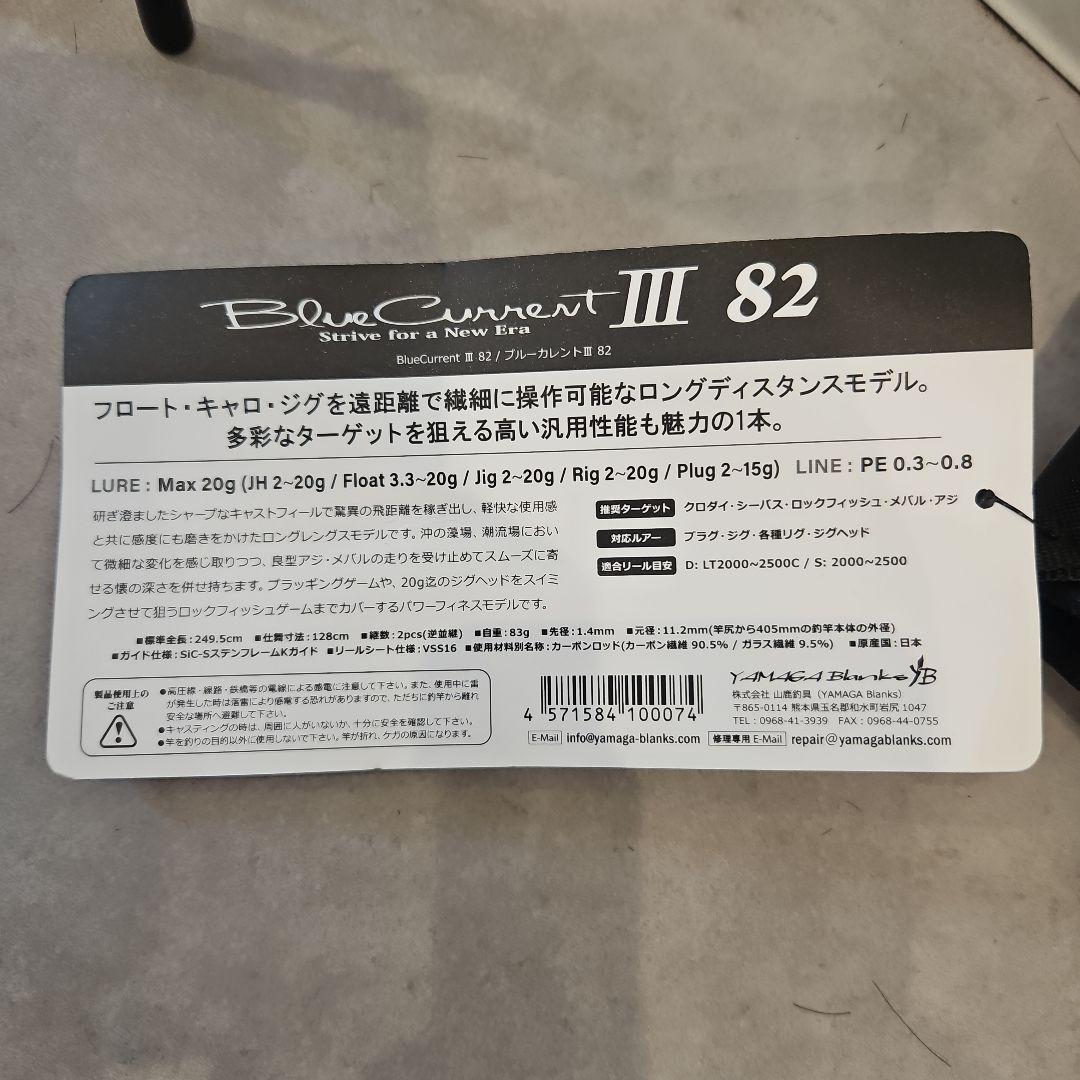 BlueCurrent III 82
Strive for a New Era
BlueCurrent Ⅲ 82 / ブルーカレントⅢ 82
フロート・キャロ・ジグを遠距離で繊細に操作可能なロングディスタンスモデル。
多彩なターゲットを狙える高い汎用性能も魅力の1本。
LURE : Max 20g (JH 2~20g / Float 3.3~20g / Jig 2~20g / Rig 2~20g / Plug 2~15g) LINE : PE 0.3~0.8
研ぎ澄ましたシャープなキャストフィールで驚異の飛距離を稼ぎ出し、軽快な使用感
と共に感度にも磨きをかけたロングレングスモデルです。沖の藻場、潮流場におい
て微細な変化を感じ取りつつ、良型アジ・メバルの走りを受け止めてスムーズに寄
せる懐の深さを併せ持ちます。プラッギングゲームや、20g迄のジグヘッドをスイミ
ングさせて狙うロックフィッシュゲームまでカバーするパワーフィネスモデルです。
推奨ターゲット クロダイ・シーバス・ロックフィッシュ・メバル・アジ
対応ルアー プラグ・ジグ・各種リグ・ジグヘッド
適合リール目安 D: LT2000~2500C / S: 2000~2500
■標準全長：249.5cm ■仕舞寸法：128cm ■継数：2pcs(逆並継) ■自重：83g ■先径：1.4mm ■元径：11.2mm(竿尻から405mmの釣竿本体の外径)
■ガイド仕様：SiC-SステンフレームKガイド ■リールシート仕様：VSS16 ■使用材料別名称：カーボンロッド(カーボン繊維 90.5% / ガラス繊維 9.5%) ■原産国：日本
製品使用上の
ご注意
●高圧線・線路・鉄橋等の電線による感電に注意して下さい。また、使用中に雷
が発生した時は落雷により感電する恐れがありますので、ただちに釣竿から離れ
安全な場所へ避難して下さい。
●キャスティングの時は、周囲に人がいないか、十分に安全を確認して下さい。
●竿を釣りの目的以外に使用しないで下さい。竿が折れ、ケガの原因になります。
4 571584 100074
YAMAGA Blanks YB
株式会社 山鹿釣具（YAMAGA Blanks）
〒865-0114 熊本県玉名郡和水町岩尻 1047
TEL : 0968-41-3939 FAX : 0968-44-0755
E-Mail info@yamaga-blanks.com 修理専用 E-Mail repair@yamagablanks.com